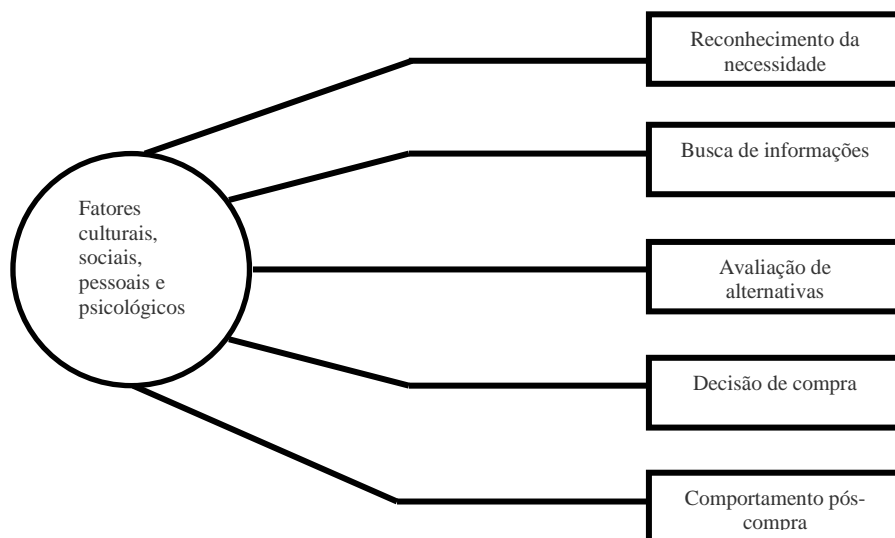 Reconhecimento da
necessidade
Busca de informações
Fatores
culturais,
sociais,
pessoais e
psicológicos
Avaliação de
alternativas
Decisão de compra
Comportamento pós-
compra